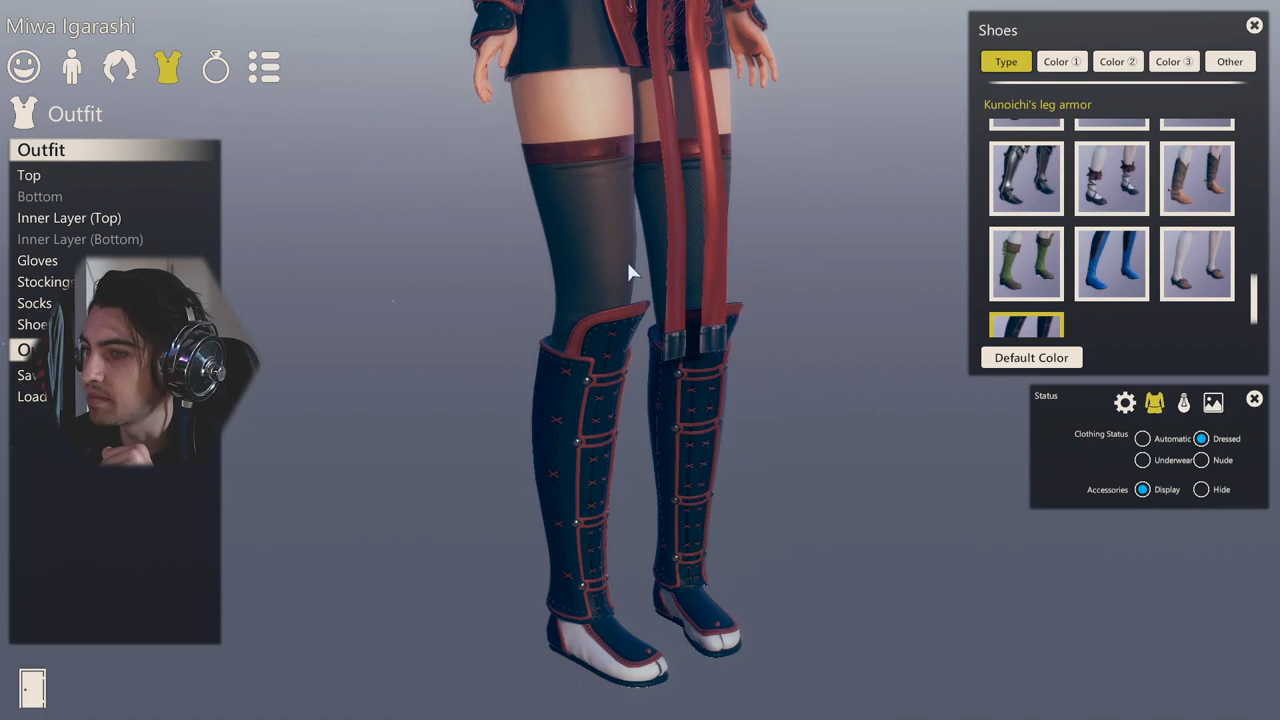 Miwa Igarashi
Outfit
Outfit
Top
Bottom
Inner Layer (Top)
Inner Layer (Bottom)
Gloves
Socks
Load
Shoes
Type
Color ①
Color ②
Color ③
Other
Kunoichi's leg armor
Default Color
Status
Clothing Status
Automatic
Dressed
Underwear
Nude
Accessories
Display
Hide